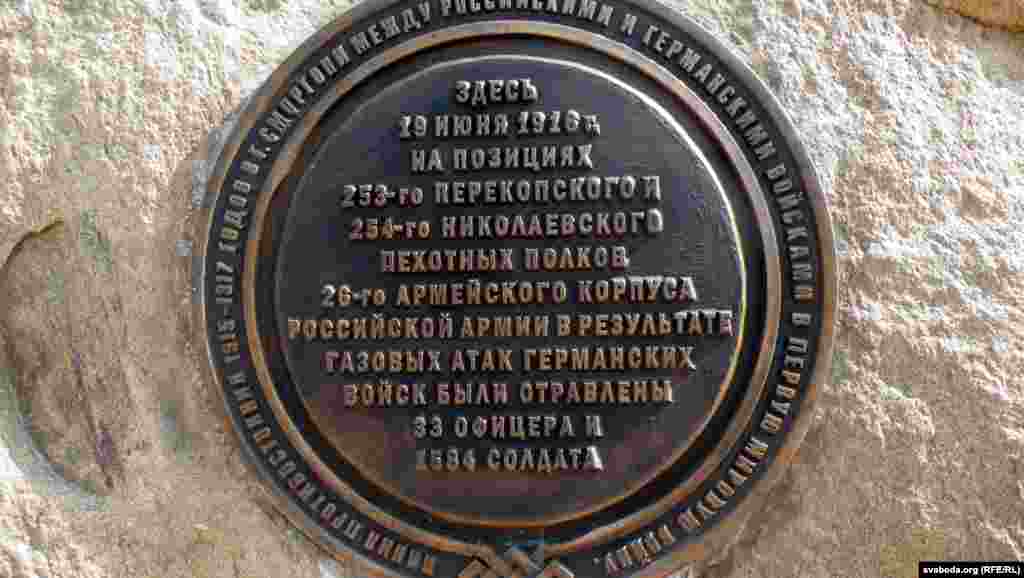 ЛИНИЯ ПРОТИВОСТОЯНИЯ 1915-1917 ГОДОВ В Г. СМОРГОНИ МЕЖДУ РОССИЙСКИМИ И ГЕРМАНСКИМИ ВОЙСКАМИ В ПЕРВУЮ МИРОВУЮ ВОЙНУ.
ЗДЕСЬ
19 ИЮНЯ 1916 г.
НА ПОЗИЦИЯХ
253-го ПЕРЕКОПСКОГО И
254-го НИКОЛАЕВСКОГО
ПЕХОТНЫХ ПОЛКОВ
26-го АРМЕЙСКОГО КОРПУСА
РОССИЙСКОЙ АРМИИ В РЕЗУЛЬТАТЕ
ГАЗОВЫХ АТАК ГЕРМАНСКИХ
ВОЙСК БЫЛИ ОТРАВЛЕНЫ
33 ОФИЦЕРА И
1584 СОЛДАТА
svaboda.org (RFE/RL)